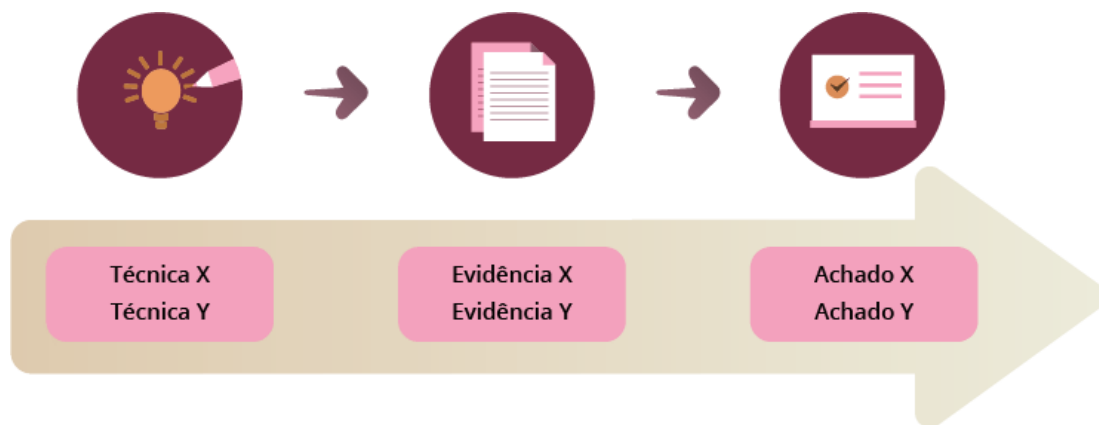 Técnica X
Técnica Y
Evidência X
Evidência Y
Achado X
Achado Y